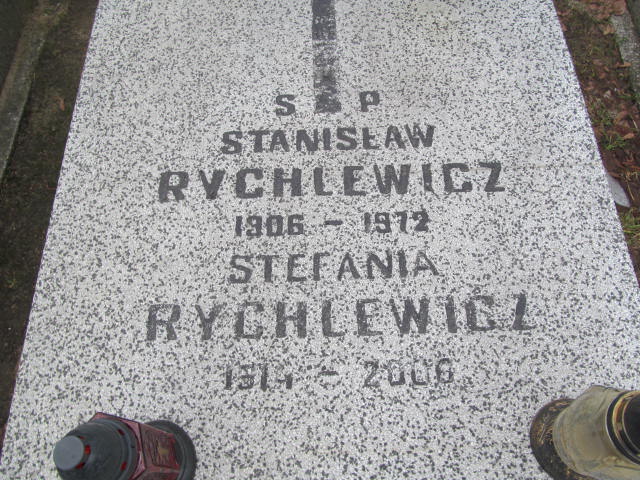 S P
STANISŁAW
RYCHLEWICZ
1906 - 1972
STEFANIA
RYCHLEWICZ
1914 - 2006